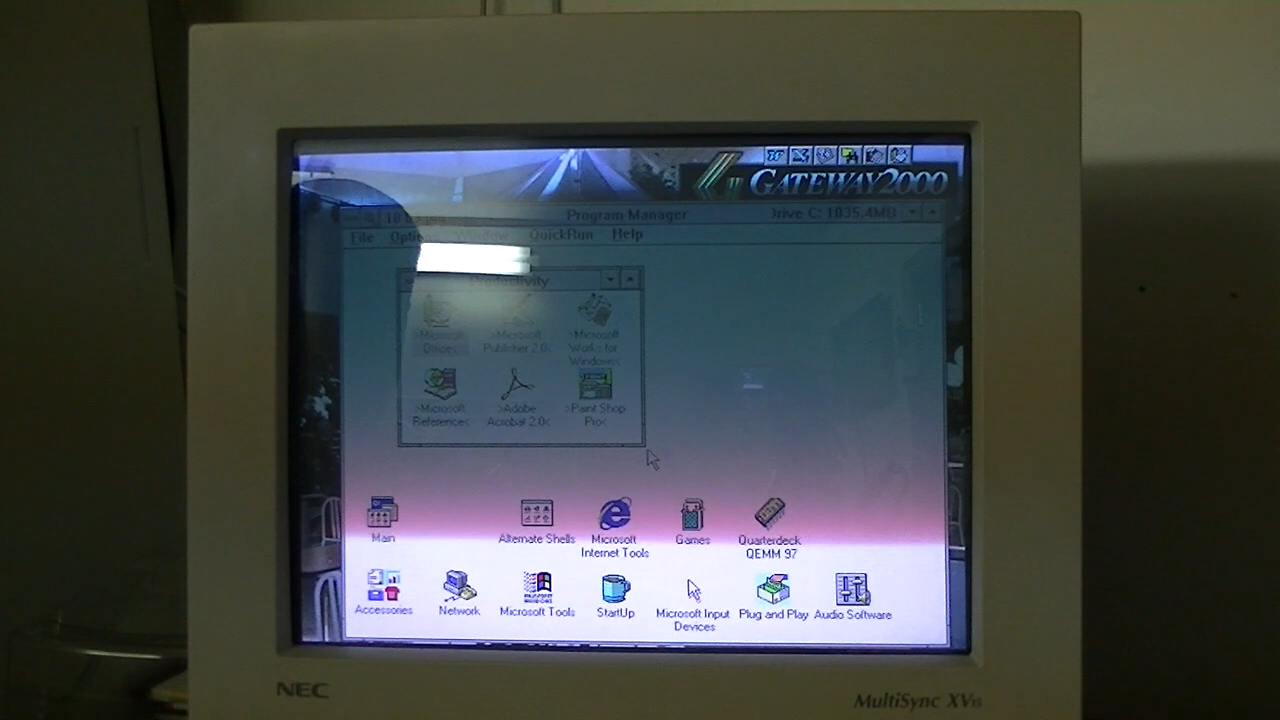 GATEWAY2000
Program Manager
Drive C: 1035.4MB
File Window QuickRun Help
Productivity
>Microsoft >Microsoft >Microsoft
Office< Publisher 2.0< Works for
Windows<
>Microsoft >Adobe >Paint Shop
Reference< Acrobat 2.0< Pro<
Main Alternate Shells Microsoft Games Quarterdeck
Internet Tools QEMM 97
Accessories Network Microsoft Tools StartUp Microsoft Input Plug and Play Audio Software
Devices
NEC
MultiSync XV15